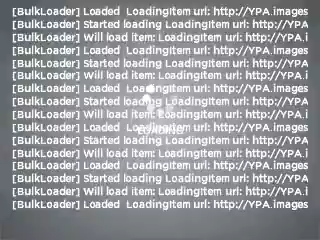 [BulkLoader] Loaded LoadingItem url: http://YPA.images
[BulkLoader] Started loading LoadingItem url: http://YPA
[BulkLoader] Will load item: LoadingItem url: http://YPA.i
[BulkLoader] Loaded LoadingItem url: http://YPA.images
[BulkLoader] Started loading LoadingItem url: http://YPA
[BulkLoader] Will load item: LoadingItem url: http://YPA.i
[BulkLoader] Loaded LoadingItem url: http://YPA.images
[BulkLoader] Started loading LoadingItem url: http://YPA
[BulkLoader] Will load item: LoadingItem url: http://YPA.i
[BulkLoader] Loaded LoadingItem url: http://YPA.images
LOADING
[BulkLoader] Started loading LoadingItem url: http://YPA
[BulkLoader] Will load item: LoadingItem url: http://YPA.i
[BulkLoader] Loaded LoadingItem url: http://YPA.images
[BulkLoader] Started loading LoadingItem url: http://YPA
[BulkLoader] Will load item: LoadingItem url: http://YPA.i
[BulkLoader] Loaded LoadingItem url: http://YPA.images